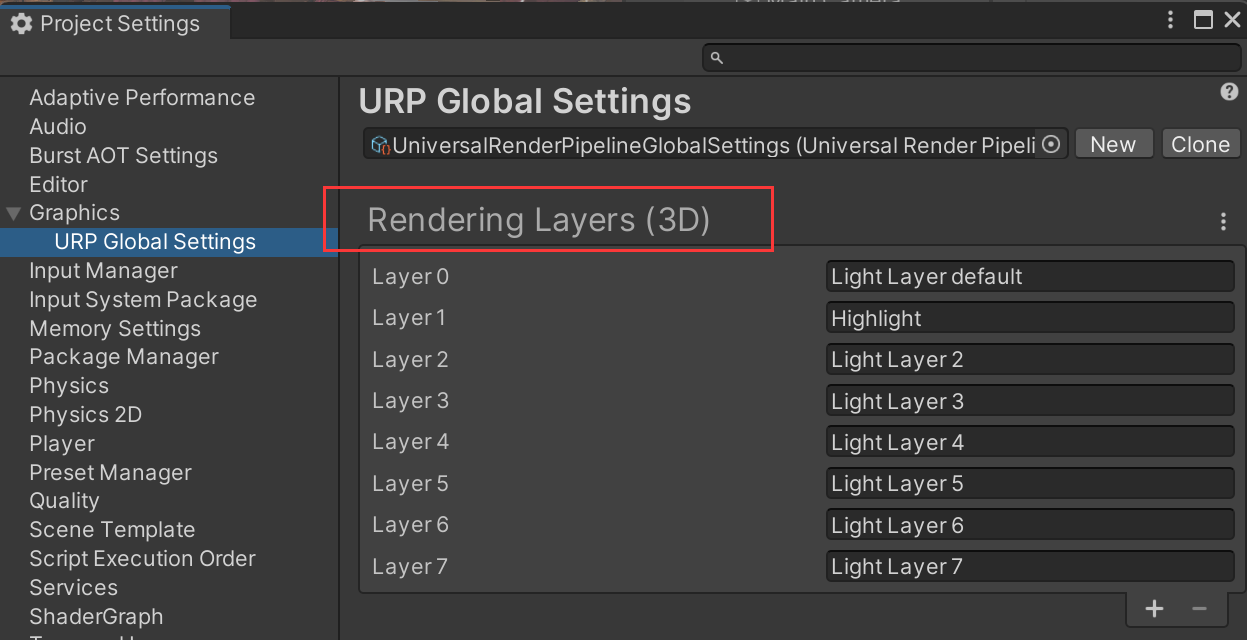 Project Settings
Adaptive Performance
Audio
Burst AOT Settings
Editor
Graphics
URP Global Settings
Input Manager
Input System Package
Memory Settings
Package Manager
Physics
Physics 2D
Player
Preset Manager
Quality
Scene Template
Script Execution Order
Services
ShaderGraph
URP Global Settings
UniversalRenderPipelineGlobalSettings (Universal Render Pipeli
New
Clone
Rendering Layers (3D)
Layer 0 Light Layer default
Layer 1 Highlight
Layer 2 Light Layer 2
Layer 3 Light Layer 3
Layer 4 Light Layer 4
Layer 5 Light Layer 5
Layer 6 Light Layer 6
Layer 7 Light Layer 7